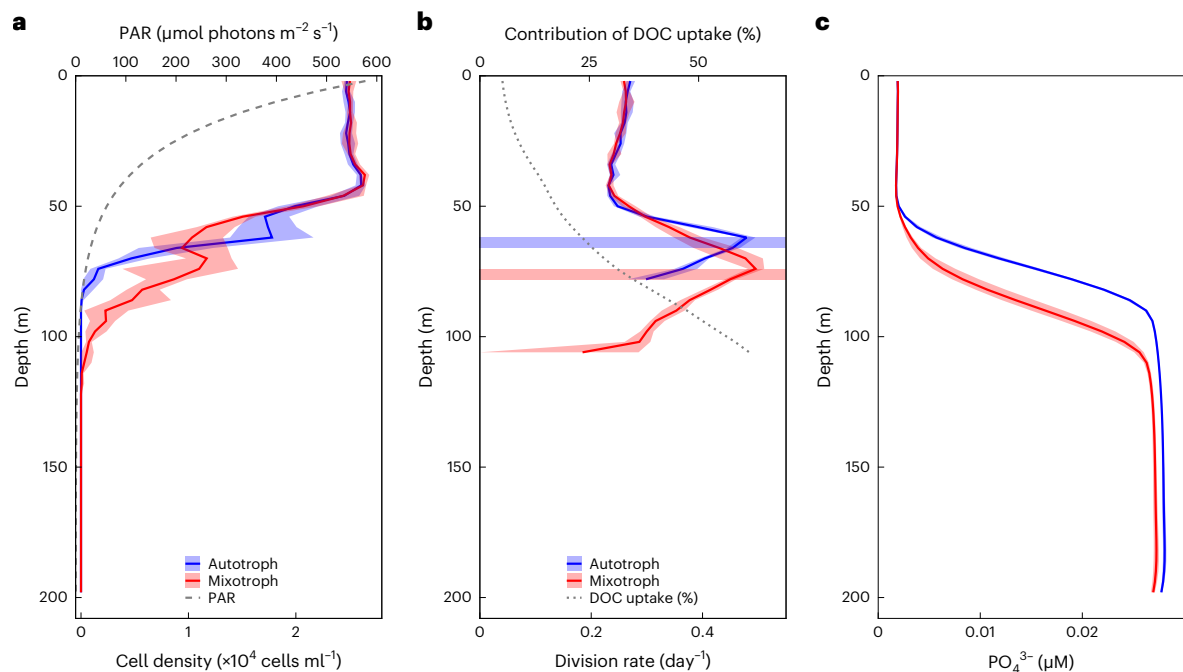 a
PAR (µmol photons m−2 s−1)
0 100 200 300 400 500 600
0
50
100
150
200
Depth (m)
Autotroph
Mixotroph
PAR
0 1 2
Cell density (×10⁴ cells ml⁻¹)
b
Contribution of DOC uptake (%)
0 25 50
0
50
100
150
200
Depth (m)
Autotroph
Mixotroph
DOC uptake (%)
0 0.2 0.4
Division rate (day⁻¹)
c
0
50
100
150
200
Depth (m)
0 0.01 0.02
PO₄³⁻ (µM)